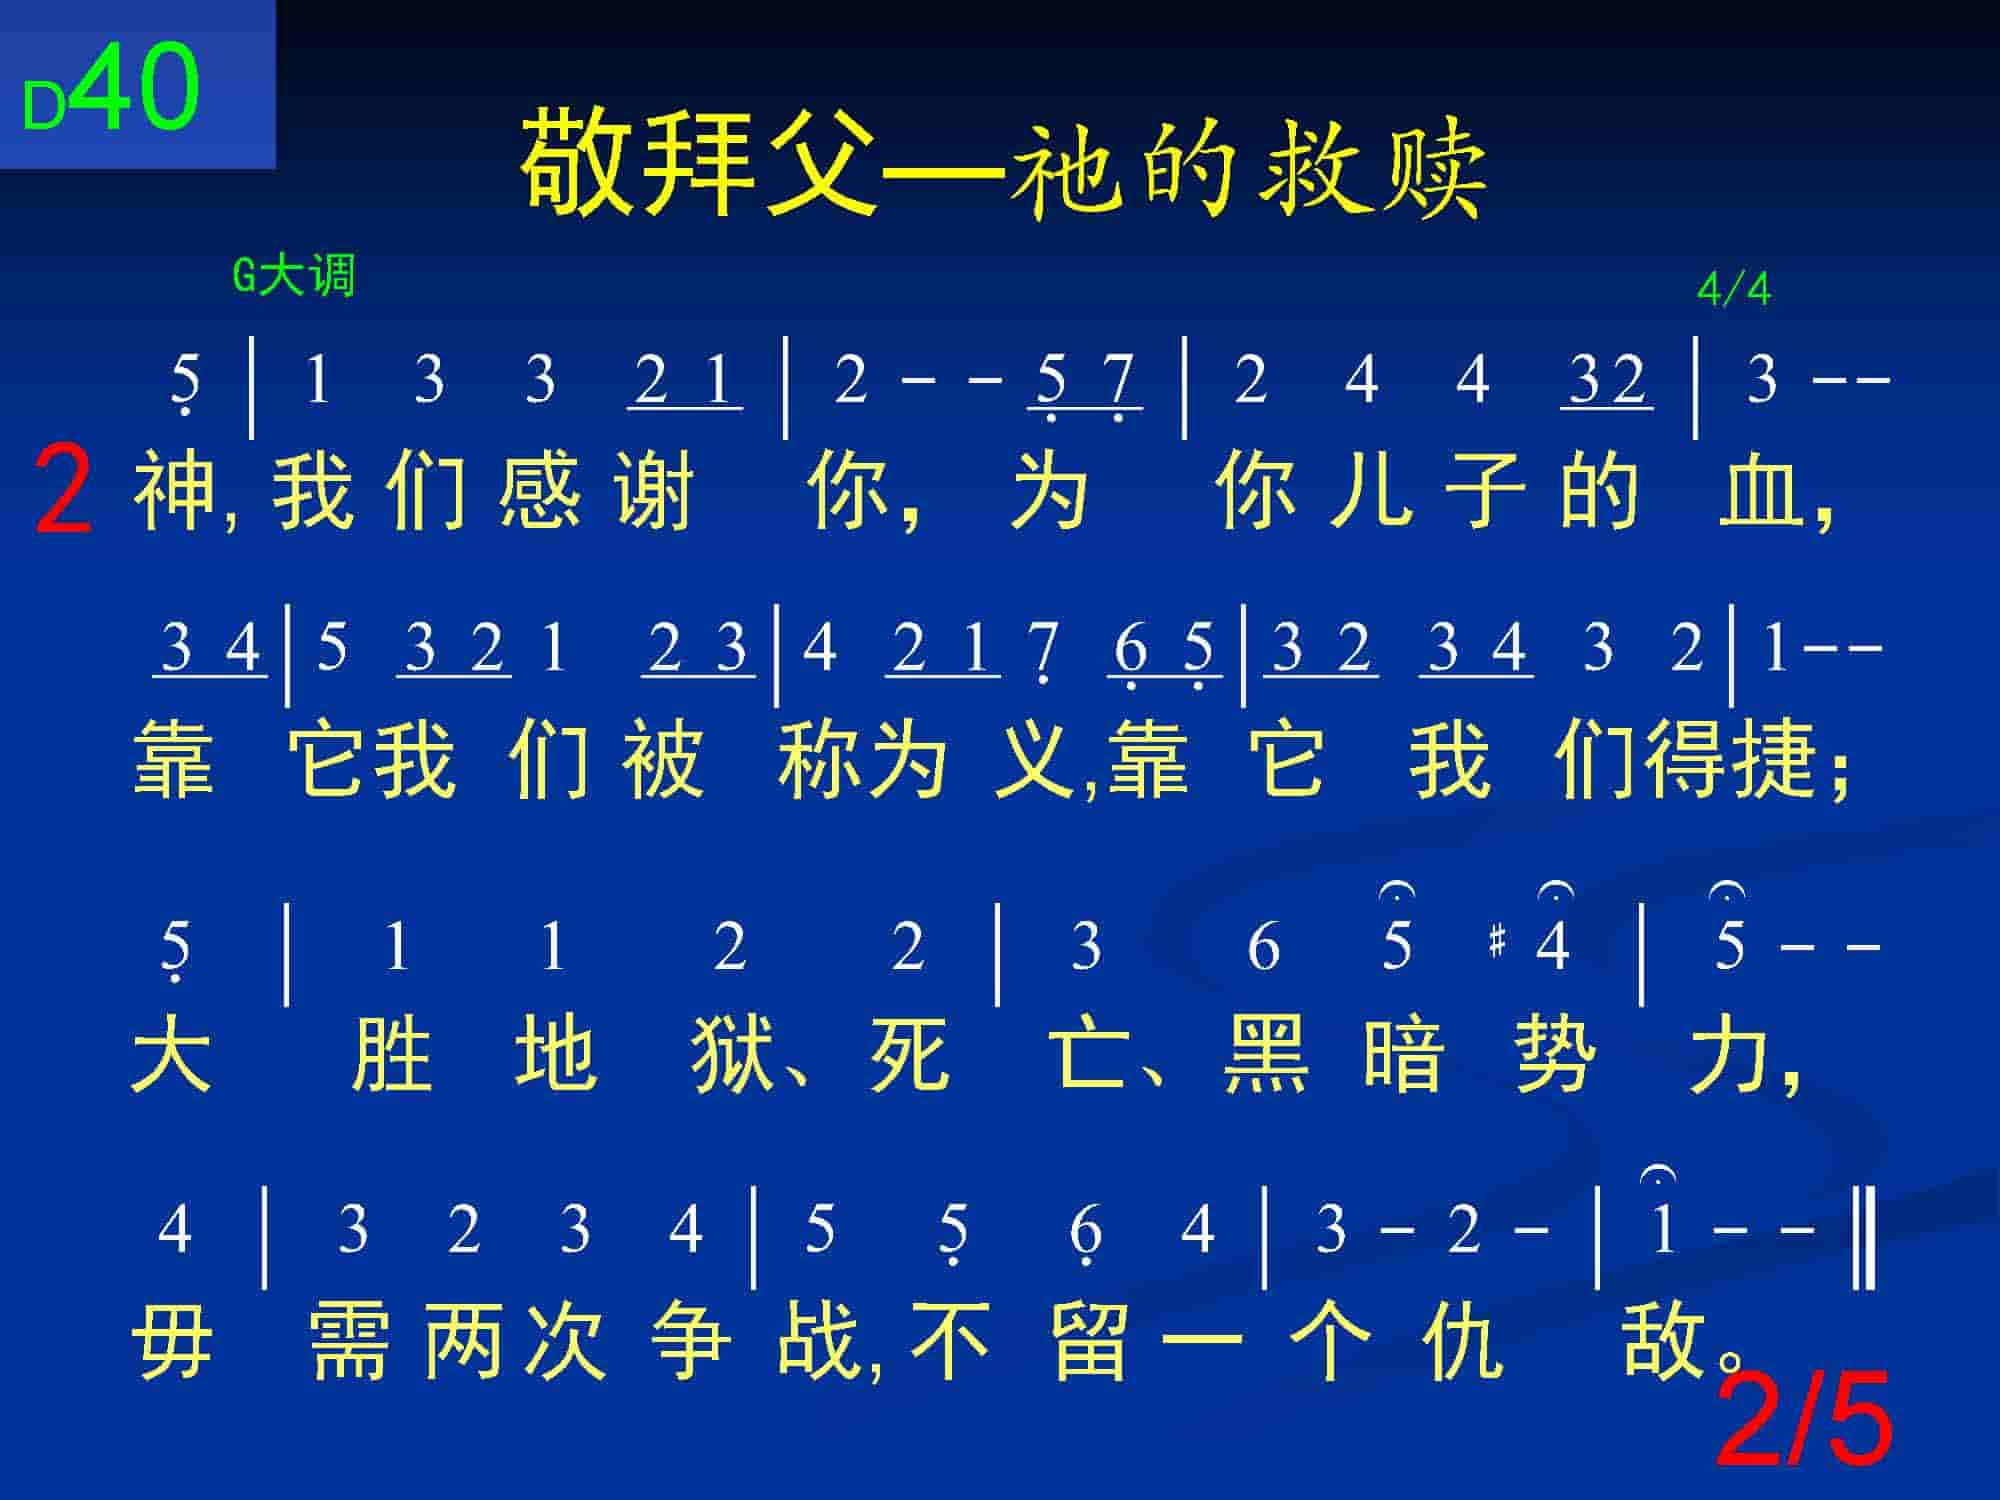 D40
敬拜父—祂的救赎
G大调 4/4
5̣ | 1 3 3 2 1 | 2 - - 5̣ 7̣ | 2 4 4 32 | 3 --
2 神,我们感谢 你，为 你儿子的 血，
3 4 | 5 3 2 1 2 3 | 4 2 1 7̣ 6̣ 5̣ | 3 2 3 4 3 2 | 1--
靠 它我 们被 称为 义,靠 它 我 们得捷；
5̣ | 1 1 2 2 | 3 6 5 #4 | 5 - -
大 胜 地 狱、死 亡、黑 暗 势 力，
4 | 3 2 3 4 | 5 5̣ 6̣ 4 | 3 - 2 - | 1 - - ||
毋 需两次争 战,不 留一个仇 敌。
2/5